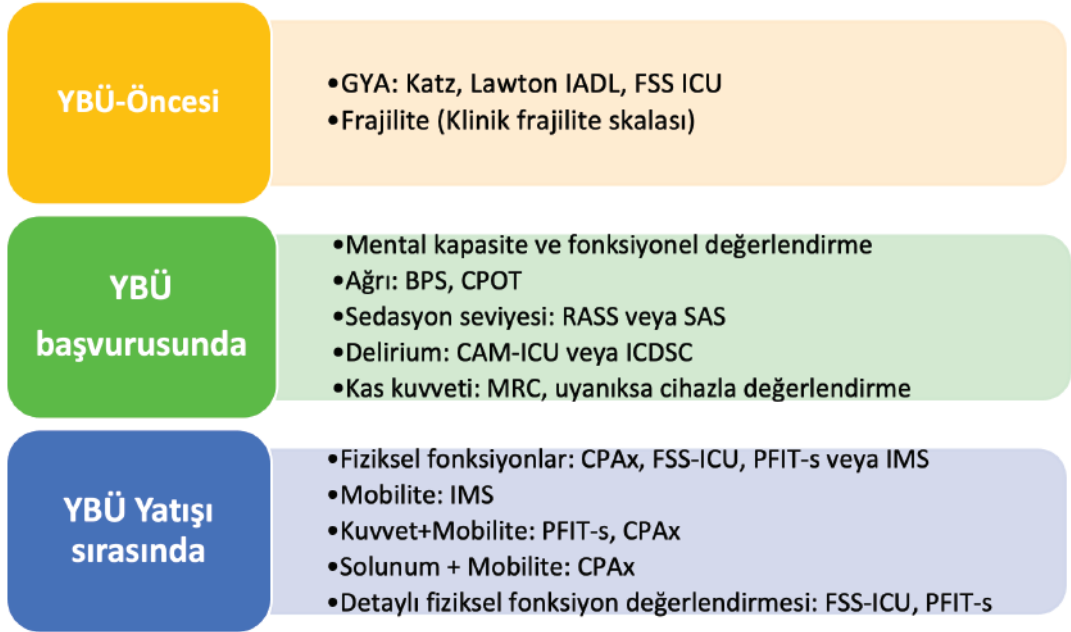 YBÜ-Öncesi
•GYA: Katz, Lawton IADL, FSS ICU
•Frajilite (Klinik frajilite skalası)
YBÜ
başvurusunda
•Mental kapasite ve fonksiyonel değerlendirme
•Ağrı: BPS, CPOT
•Sedasyon seviyesi: RASS veya SAS
•Delirium: CAM-ICU veya ICDSC
•Kas kuvveti: MRC, uyanıksa cihazla değerlendirme
YBÜ Yatışı
sırasında
•Fiziksel fonksiyonlar: CPAx, FSS-ICU, PFIT-s veya IMS
•Mobilite: IMS
•Kuvvet+Mobilite: PFIT-s, CPAx
•Solunum + Mobilite: CPAx
•Detaylı fiziksel fonksiyon değerlendirmesi: FSS-ICU, PFIT-s